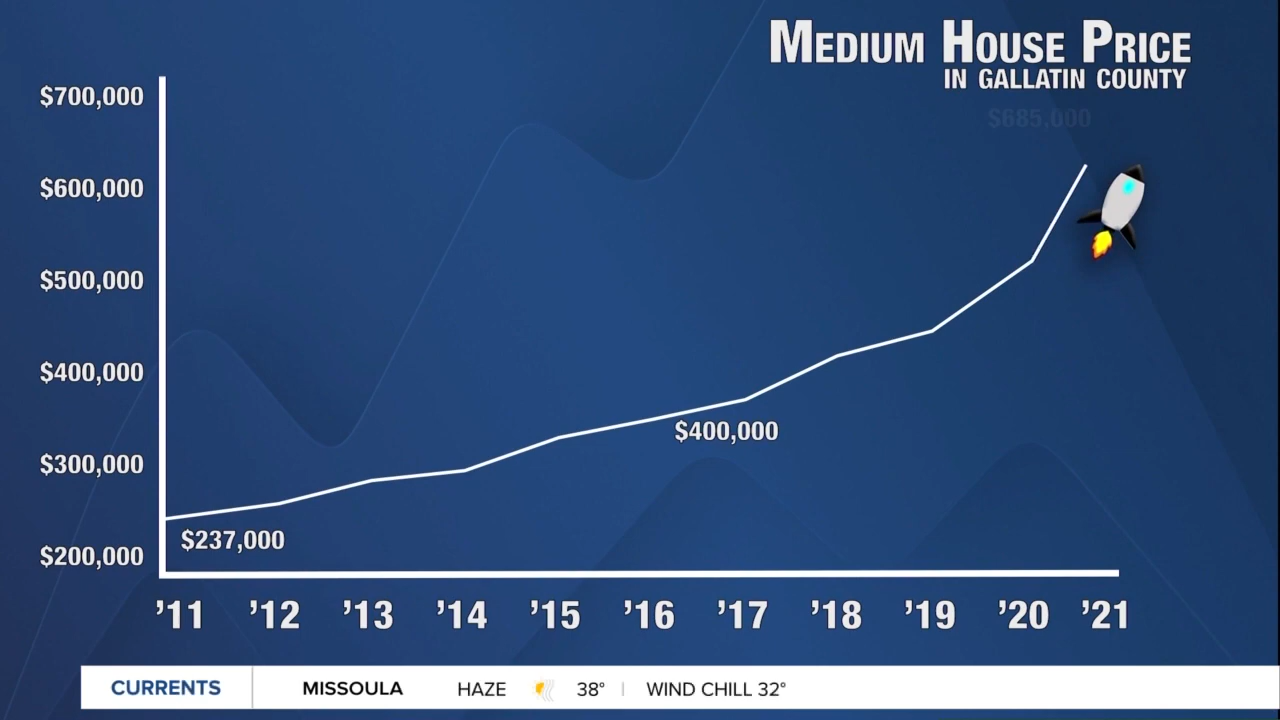 MEDIUM HOUSE PRICE
IN GALLATIN COUNTY
$685,000
$700,000
$600,000
$500,000
$400,000
$300,000
$200,000
$400,000
$237,000
’11 ’12 ’13 ’14 ’15 ’16 ’17 ’18 ’19 ’20 ’21
CURRENTS MISSOULA HAZE 38° WIND CHILL 32°